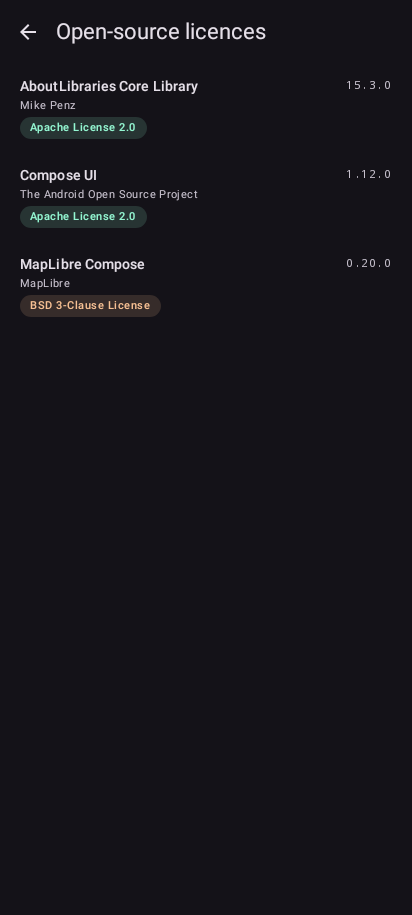 Open-source licences
AboutLibraries Core Library 15.3.0
Mike Penz
Apache License 2.0
Compose UI 1.12.0
The Android Open Source Project
Apache License 2.0
MapLibre Compose 0.20.0
MapLibre
BSD 3-Clause License